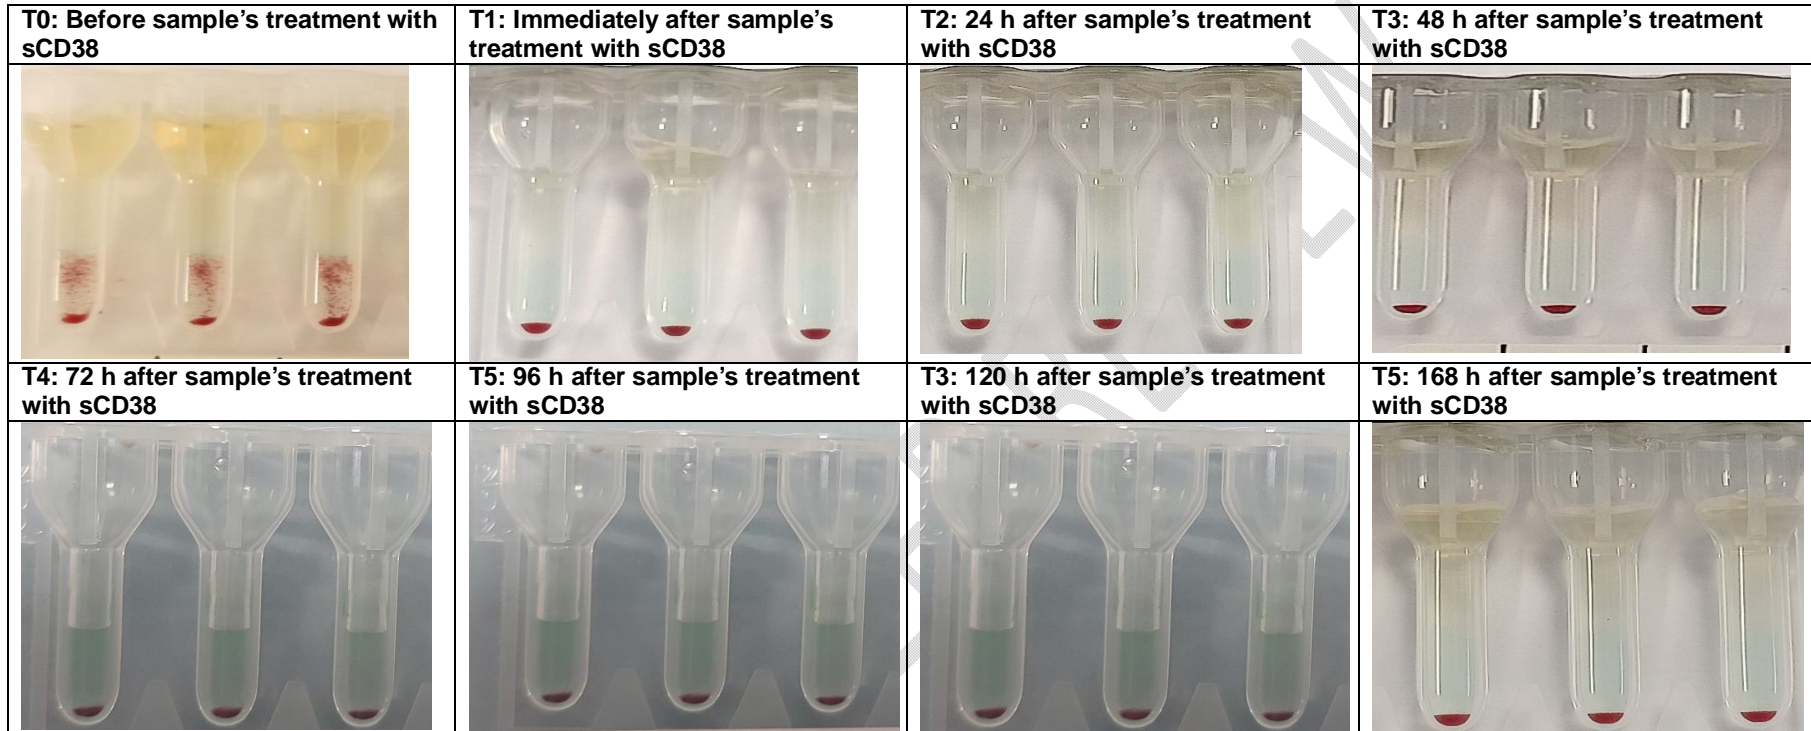 T0: Before sample's treatment with
sCD38
T1: Immediately after sample's
treatment with sCD38
T2: 24 h after sample's treatment
with sCD38
T3: 48 h after sample's treatment
with sCD38
T4: 72 h after sample's treatment
with sCD38
T5: 96 h after sample's treatment
with sCD38
T3: 120 h after sample's treatment
with sCD38
T5: 168 h after sample's treatment
with sCD38